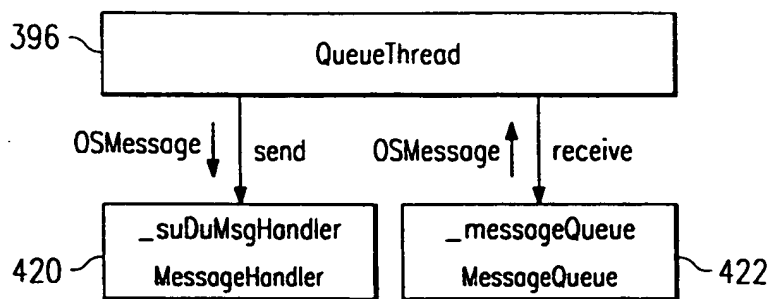 396
QueueThread
OSMessage
send
OSMessage
receive
420
_suDuMsgHandler
MessageHandler
_messageQueue
MessageQueue
422